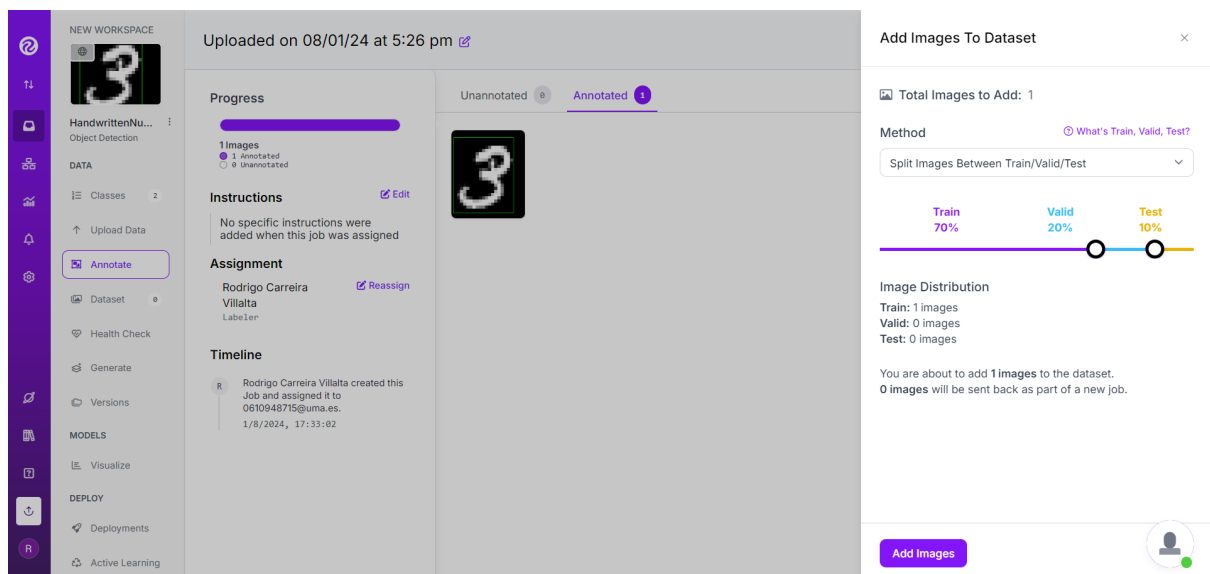 NEW WORKSPACE
HandwrittenNu...
Object Detection
DATA
Classes 2
Upload Data
Annotate
Dataset 0
Health Check
Generate
Versions
MODELS
Visualize
DEPLOY
Deployments
Active Learning
R
Uploaded on 08/01/24 at 5:26 pm
Progress
1 Images
1 Annotated
0 Unannotated
Instructions Edit
No specific instructions were
added when this job was assigned
Assignment
Rodrigo Carreira Reassign
Villalta
Labeler
Timeline
R Rodrigo Carreira Villalta created this
Job and assigned it to
0610948715@uma.es.
1/8/2024, 17:33:02
Unannotated 0 Annotated 1
3
Add Images To Dataset ×
Total Images to Add: 1
Method What's Train, Valid, Test?
Split Images Between Train/Valid/Test
Train Valid Test
70% 20% 10%
Image Distribution
Train: 1 images
Valid: 0 images
Test: 0 images
You are about to add 1 images to the dataset.
0 images will be sent back as part of a new job.
Add Images